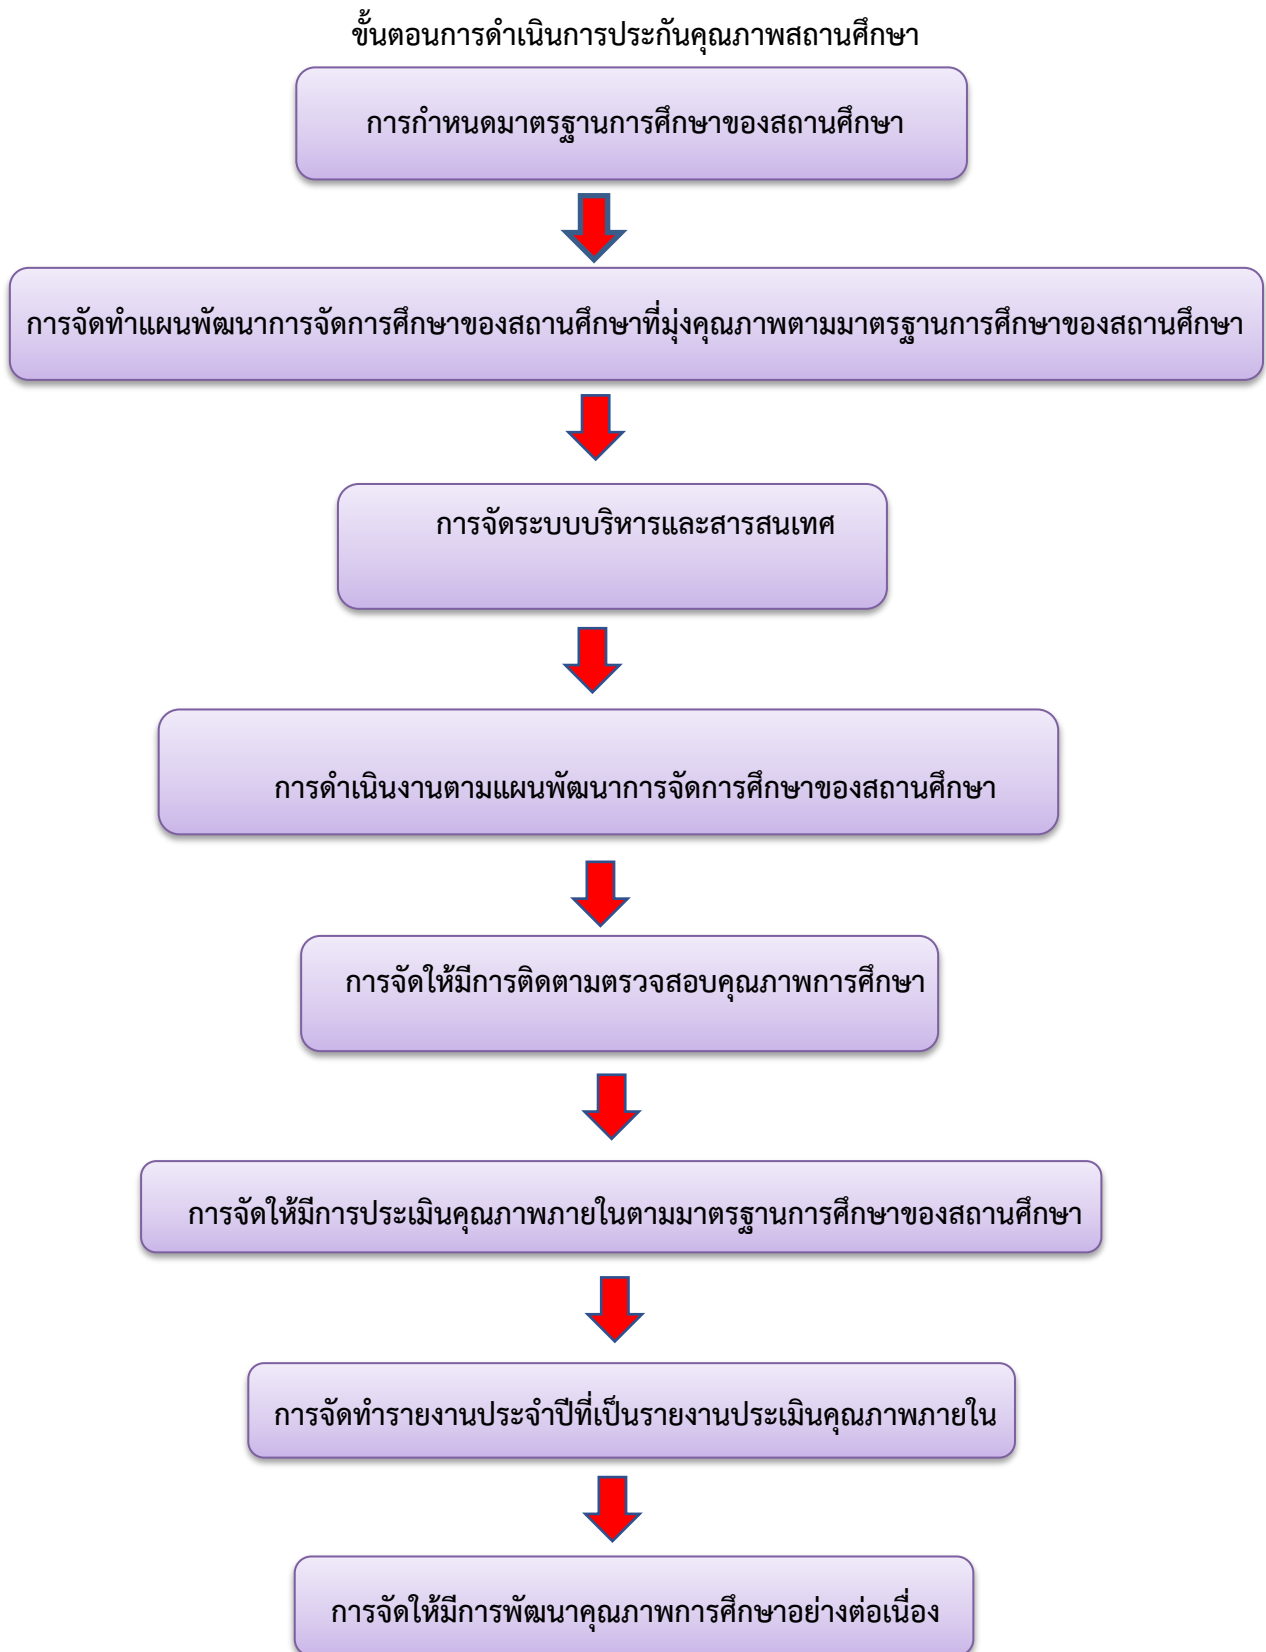 ขั้นตอนการดำเนินการประกันคุณภาพสถานศึกษา
การกำหนดมาตรฐานการศึกษาของสถานศึกษา
การจัดทำแผนพัฒนาการจัดการศึกษาของสถานศึกษาที่มุ่งคุณภาพตามมาตรฐานการศึกษาของสถานศึกษา
การจัดระบบบริหารและสารสนเทศ
การดำเนินงานตามแผนพัฒนาการจัดการศึกษาของสถานศึกษา
การจัดให้มีการติดตามตรวจสอบคุณภาพการศึกษา
การจัดให้มีการประเมินคุณภาพภายในตามมาตรฐานการศึกษาของสถานศึกษา
การจัดทำรายงานประจำปีที่เป็นรายงานประเมินคุณภาพภายใน
การจัดให้มีการพัฒนาคุณภาพการศึกษาอย่างต่อเนื่อง